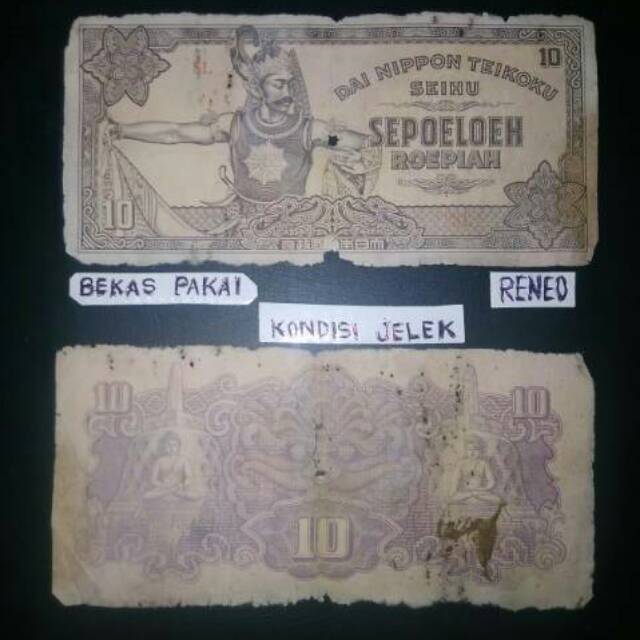 10
DAI NIPPON TEIKOKU
SEIHU
SEPOELOEH
ROEPIAH
10
BEKAS PAKAI
RENEO
KONDISI JELEK
10
10
10